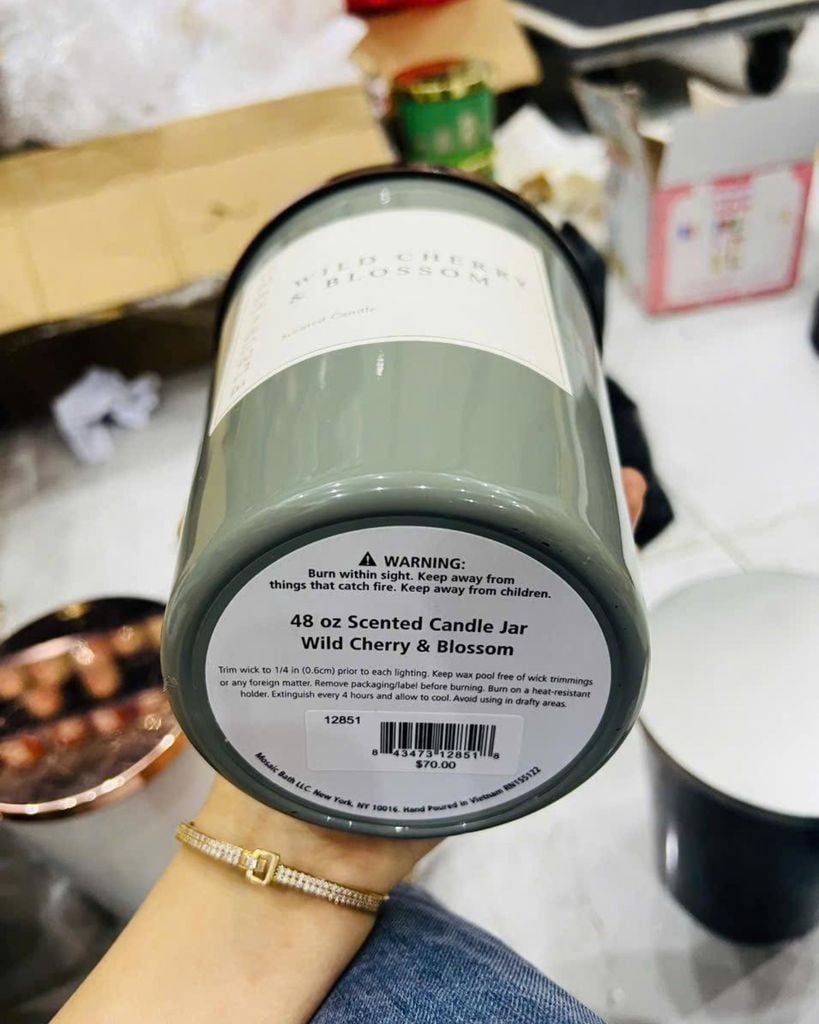 WILD CHERRY
& BLOSSOM
Scented Candle
WARNING:
Burn within sight. Keep away from
things that catch fire. Keep away from children.
48 oz Scented Candle Jar
Wild Cherry & Blossom
Trim wick to 1/4 in (0.6cm) prior to each lighting. Keep wax pool free of wick trimmings
or any foreign matter. Remove packaging/label before burning. Burn on a heat-resistant
holder. Extinguish every 4 hours and allow to cool. Avoid using in drafty areas.
12851
8 43473 12851 8
$70.00
Mosaic Bath LLC. New York, NY 10016. Hand Poured in Vietnam RN155122